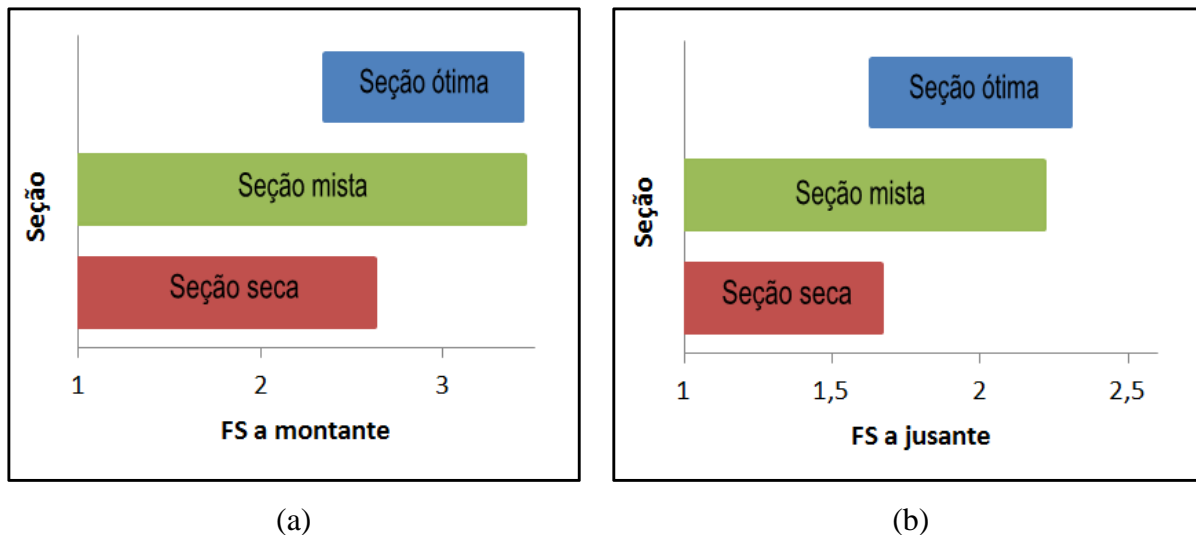 Seção
Seção ótima
Seção mista
Seção seca
1 2 3
FS a montante
(a)
Seção
Seção ótima
Seção mista
Seção seca
1 1,5 2 2,5
FS a jusante
(b)